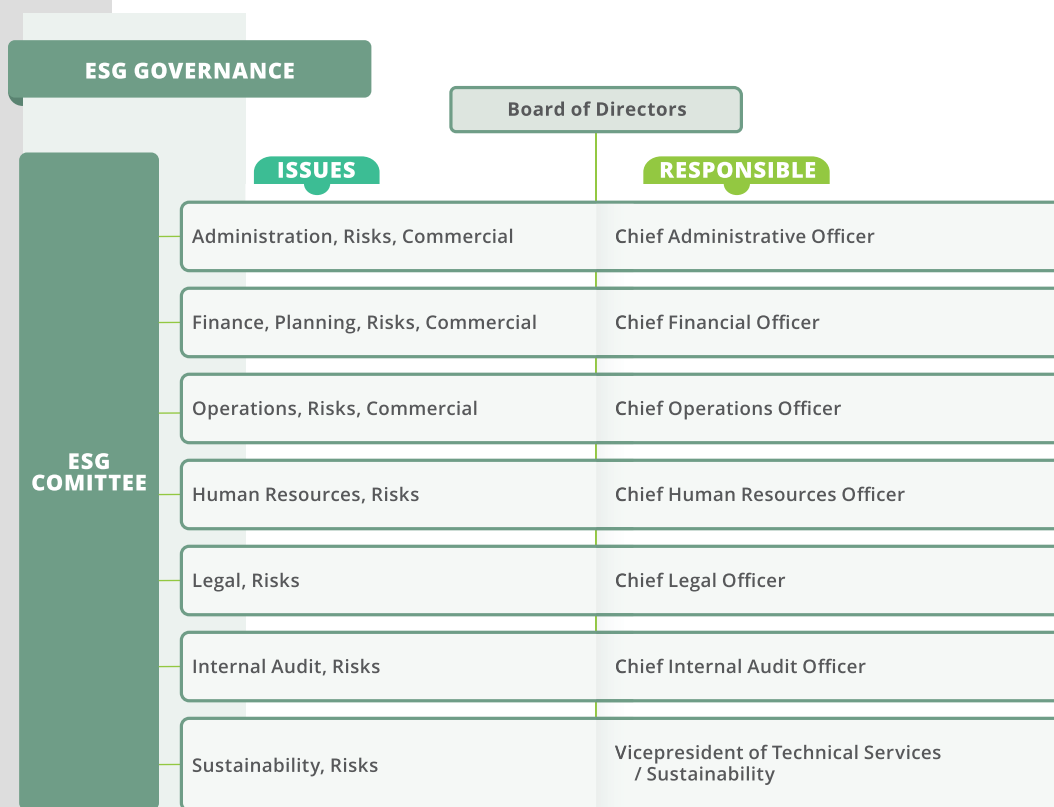 ESG GOVERNANCE
Board of Directors
ISSUES
RESPONSIBLE
ESG
COMITTEE
Administration, Risks, Commercial
Chief Administrative Officer
Finance, Planning, Risks, Commercial
Chief Financial Officer
Operations, Risks, Commercial
Chief Operations Officer
Human Resources, Risks
Chief Human Resources Officer
Legal, Risks
Chief Legal Officer
Internal Audit, Risks
Chief Internal Audit Officer
Sustainability, Risks
Vicepresident of Technical Services
/ Sustainability